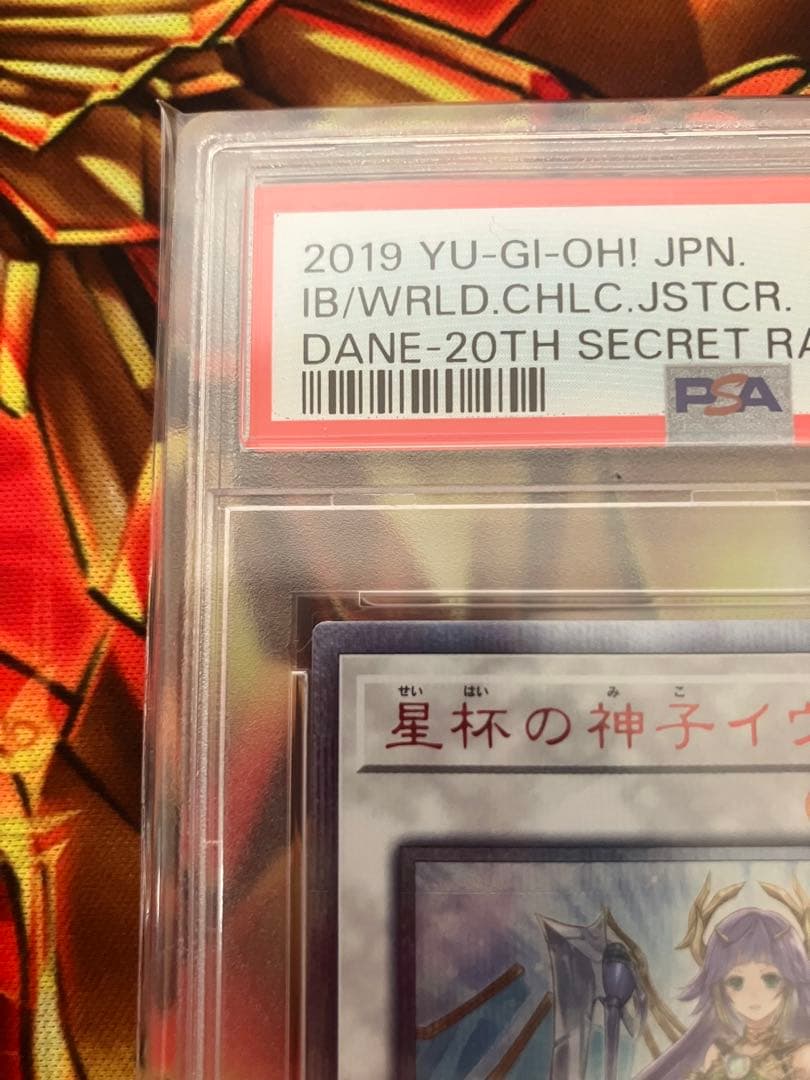 2019 YU-GI-OH! JPN.
IB/WRLD.CHLC.JSTCR.
DANE-20TH SECRET RA
PSA
せい はい み こ
星杯の神子イヴ